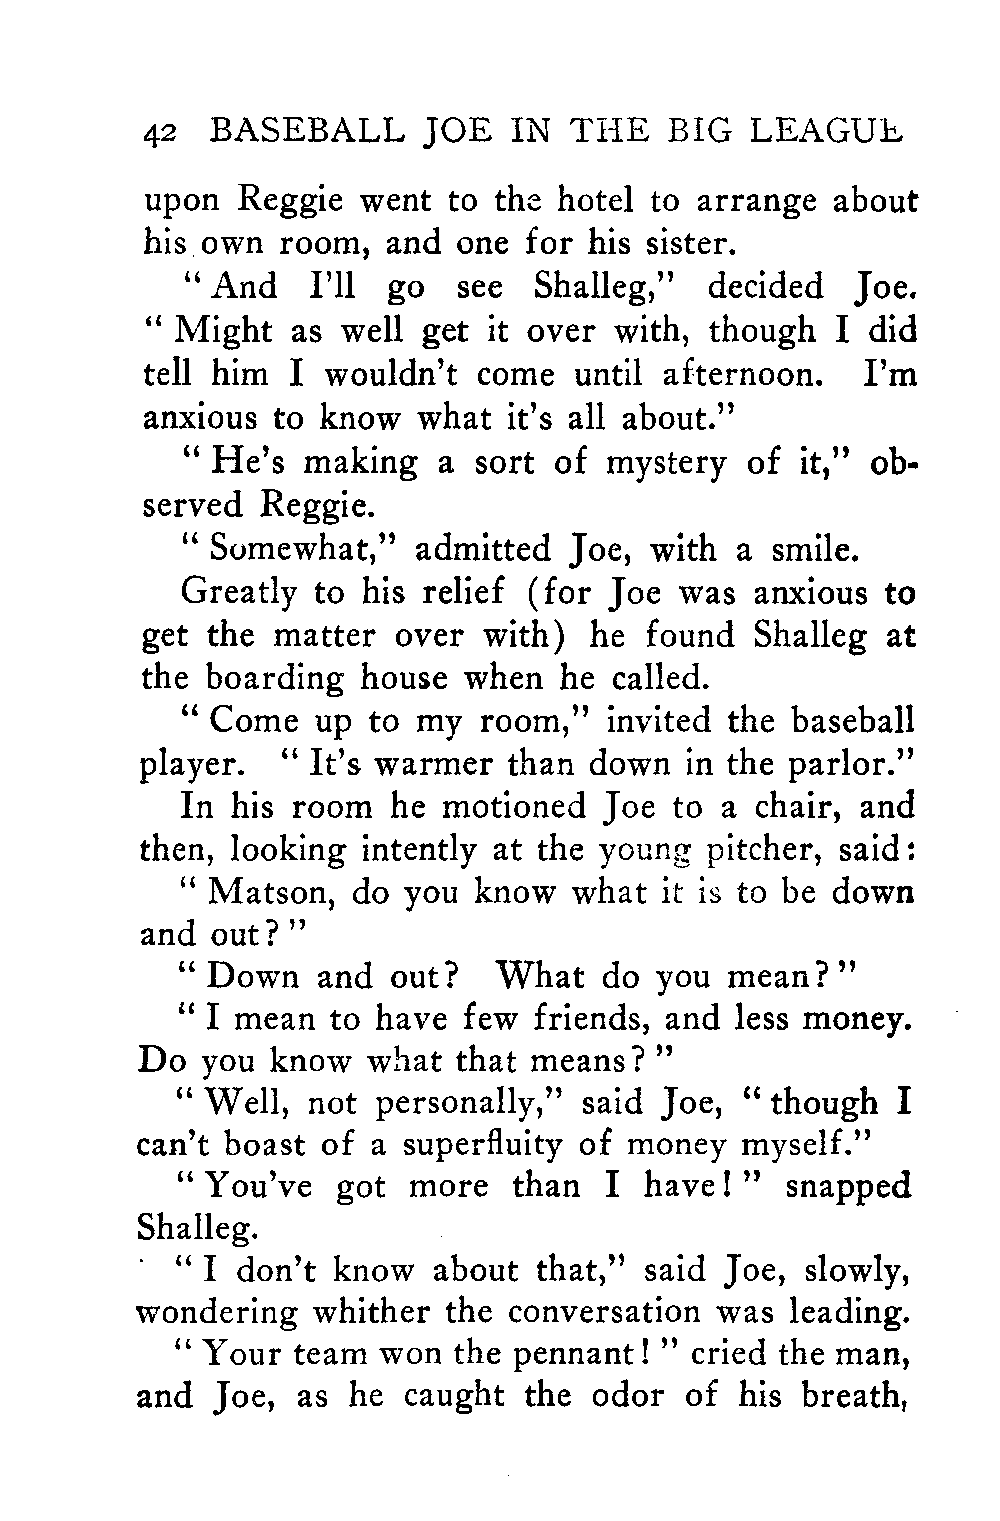 42 BASEBALL JOE IN THE BIG LEAGUE
upon Reggie went to the hotel to arrange about
his own room, and one for his sister.
" And I'll go see Shalleg," decided Joe.
" Might as well get it over with, though I did
tell him I wouldn't come until afternoon. I'm
anxious to know what it's all about."
" He's making a sort of mystery of it," ob-
served Reggie.
" Somewhat," admitted Joe, with a smile.
Greatly to his relief (for Joe was anxious to
get the matter over with) he found Shalleg at
the boarding house when he called.
" Come up to my room," invited the baseball
player. " It's warmer than down in the parlor."
In his room he motioned Joe to a chair, and
then, looking intently at the young pitcher, said:
" Matson, do you know what it is to be down
and out? "
" Down and out? What do you mean? "
" I mean to have few friends, and less money.
Do you know what that means? "
" Well, not personally," said Joe, " though I
can't boast of a superfluity of money myself."
" You've got more than I have! " snapped
Shalleg.
" I don't know about that," said Joe, slowly,
wondering whither the conversation was leading.
" Your team won the pennant! " cried the man,
and Joe, as he caught the odor of his breath,